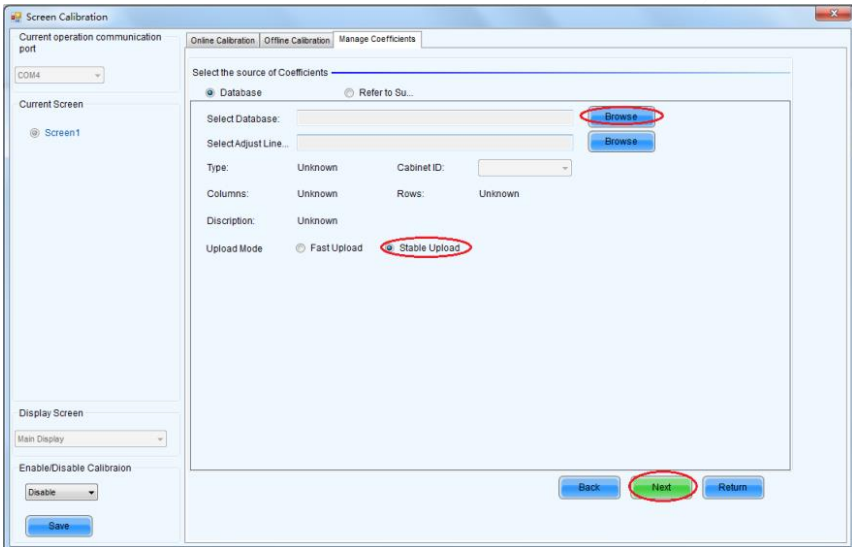 Screen Calibration
Current operation communication
port
COM4
Current Screen
Screen1
Display Screen
Main Display
Enable/Disable Calibraion
Disable
Save
Online Calibration Offline Calibration Manage Coefficients
Select the source of Coefficients
Database Refer to Su...
Select Database: Browse
Select Adjust Line... Browse
Type: Unknown Cabinet ID:
Columns: Unknown Rows: Unknown
Discription: Unknown
Upload Mode Fast Upload Stable Upload
Back Next Return